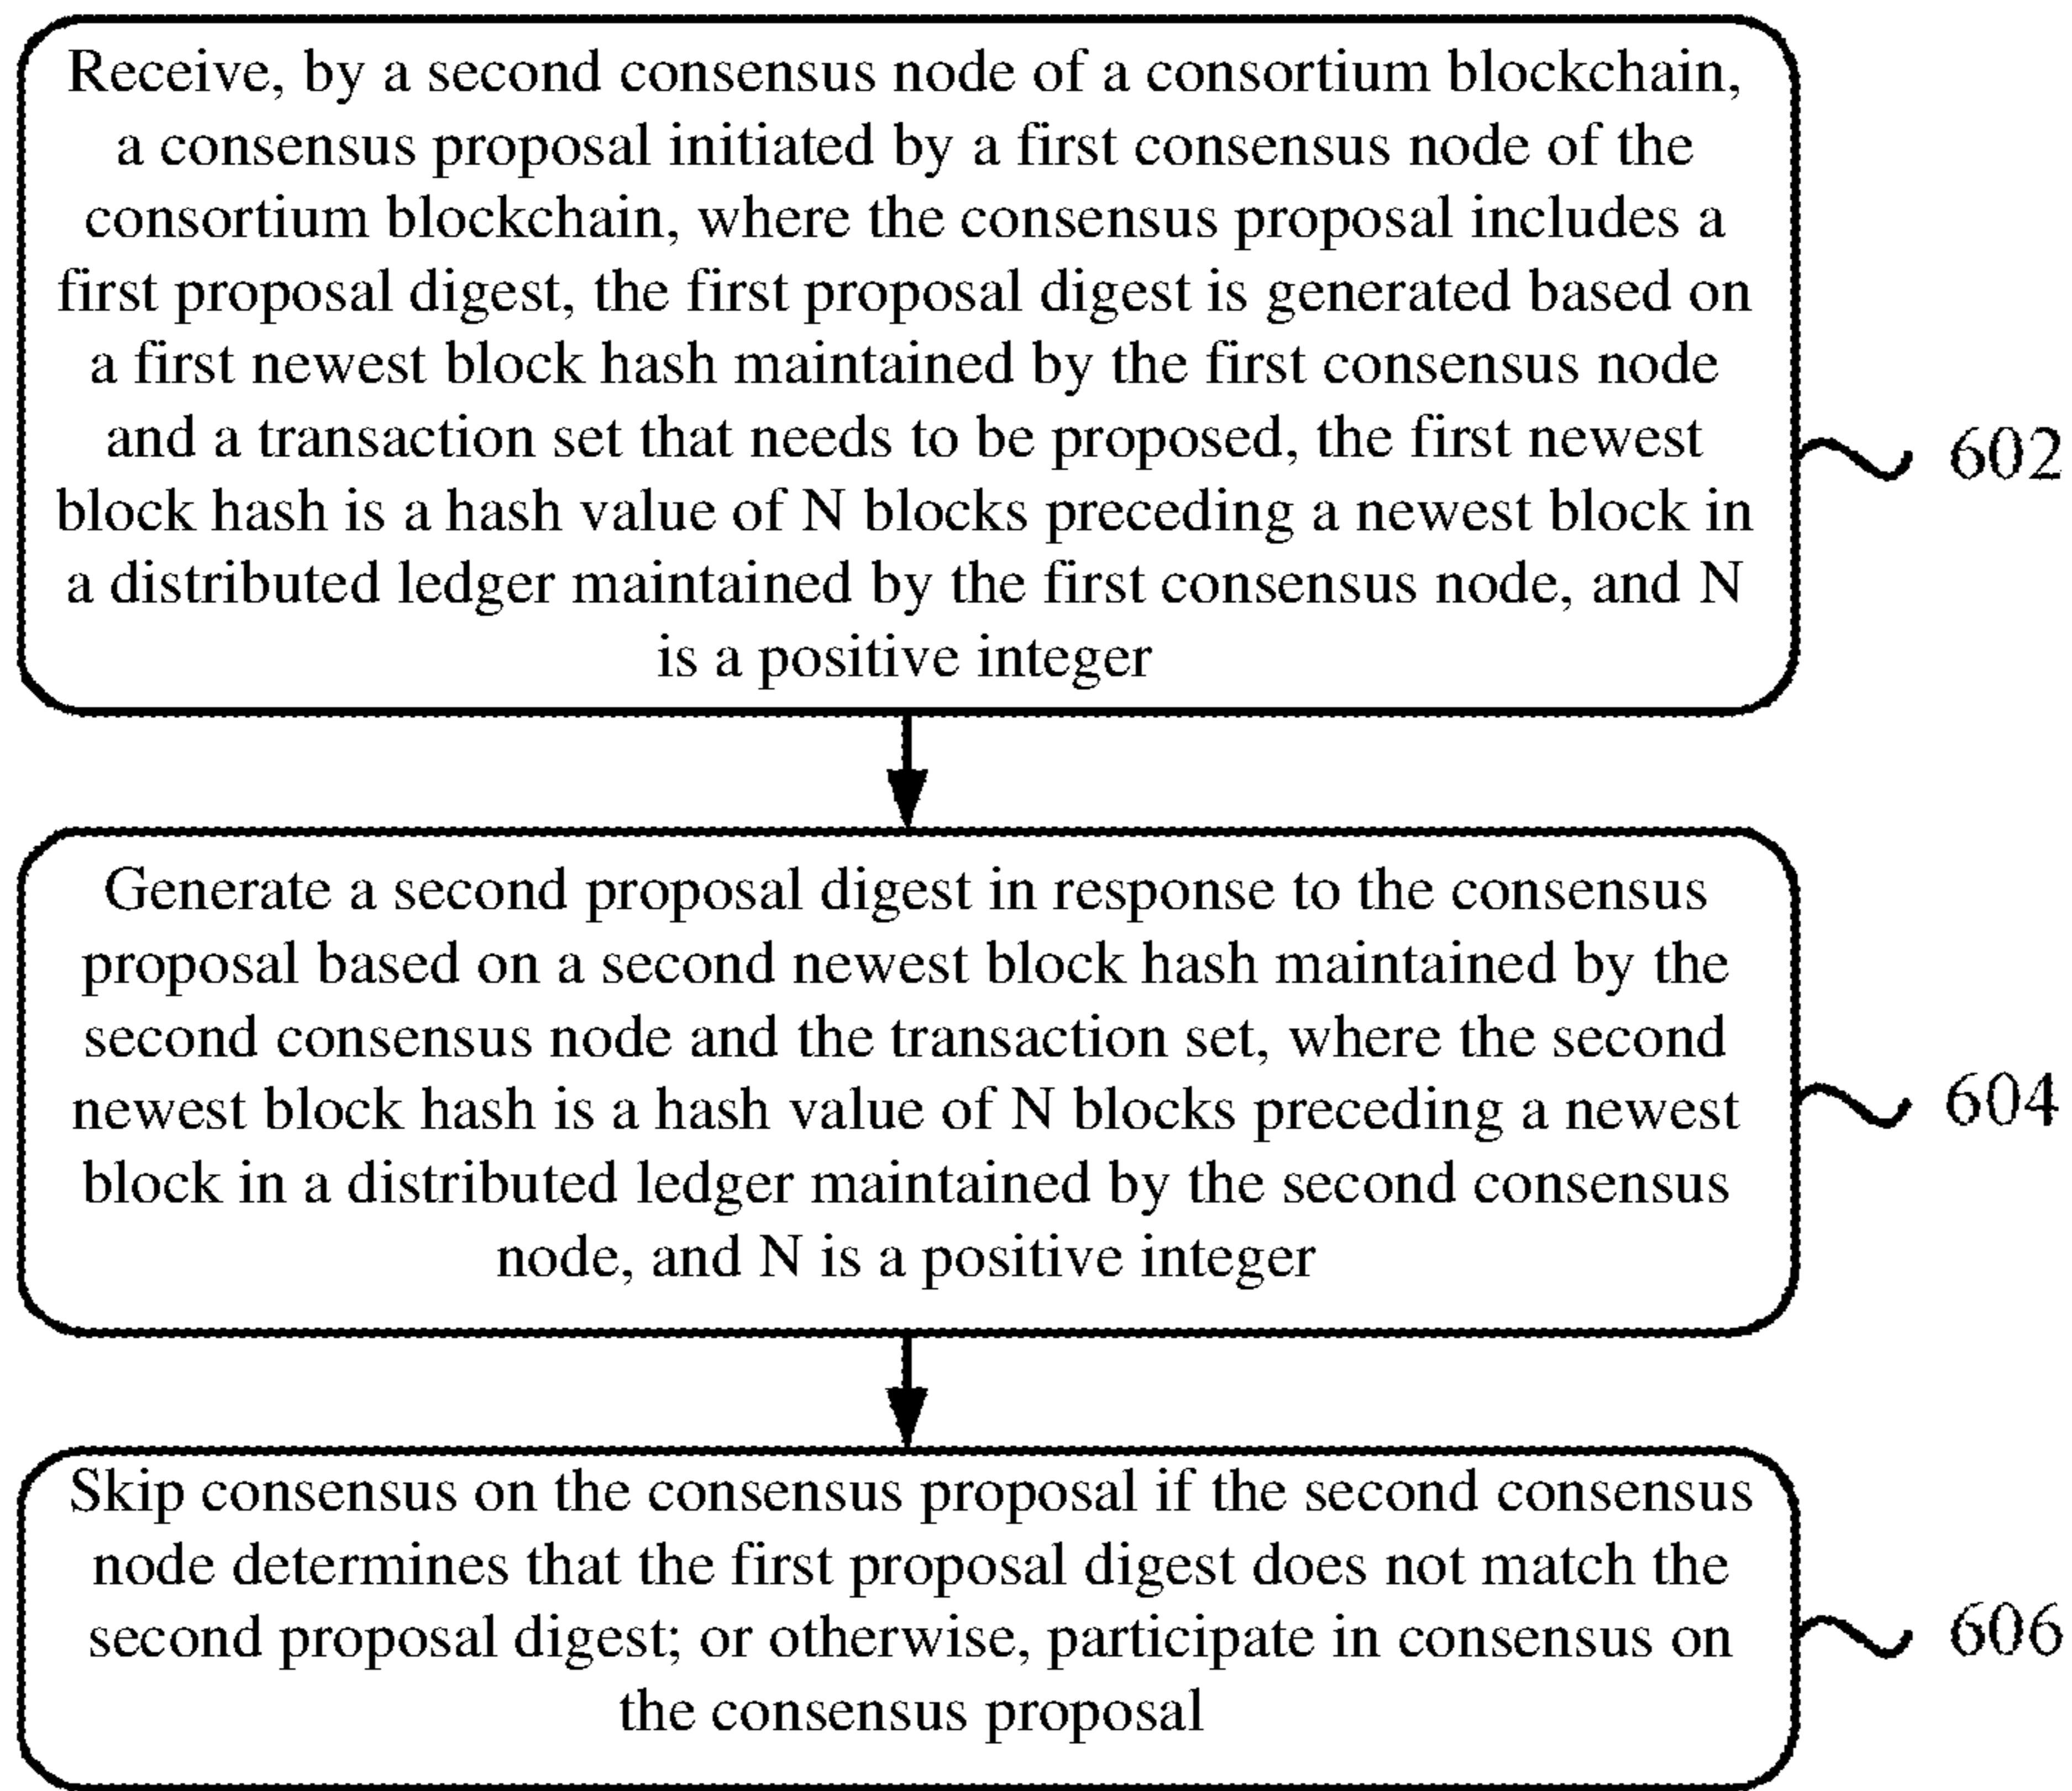 Receive, by a second consensus node of a consortium blockchain,
a consensus proposal initiated by a first consensus node of the
consortium blockchain, where the consensus proposal includes a
first proposal digest, the first proposal digest is generated based on
a first newest block hash maintained by the first consensus node
and a transaction set that needs to be proposed, the first newest
block hash is a hash value of N blocks preceding a newest block in
a distributed ledger maintained by the first consensus node, and N
is a positive integer
602
Generate a second proposal digest in response to the consensus
proposal based on a second newest block hash maintained by the
second consensus node and the transaction set, where the second
newest block hash is a hash value of N blocks preceding a newest
block in a distributed ledger maintained by the second consensus
node, and N is a positive integer
604
Skip consensus on the consensus proposal if the second consensus
node determines that the first proposal digest does not match the
second proposal digest; or otherwise, participate in consensus on
the consensus proposal
606